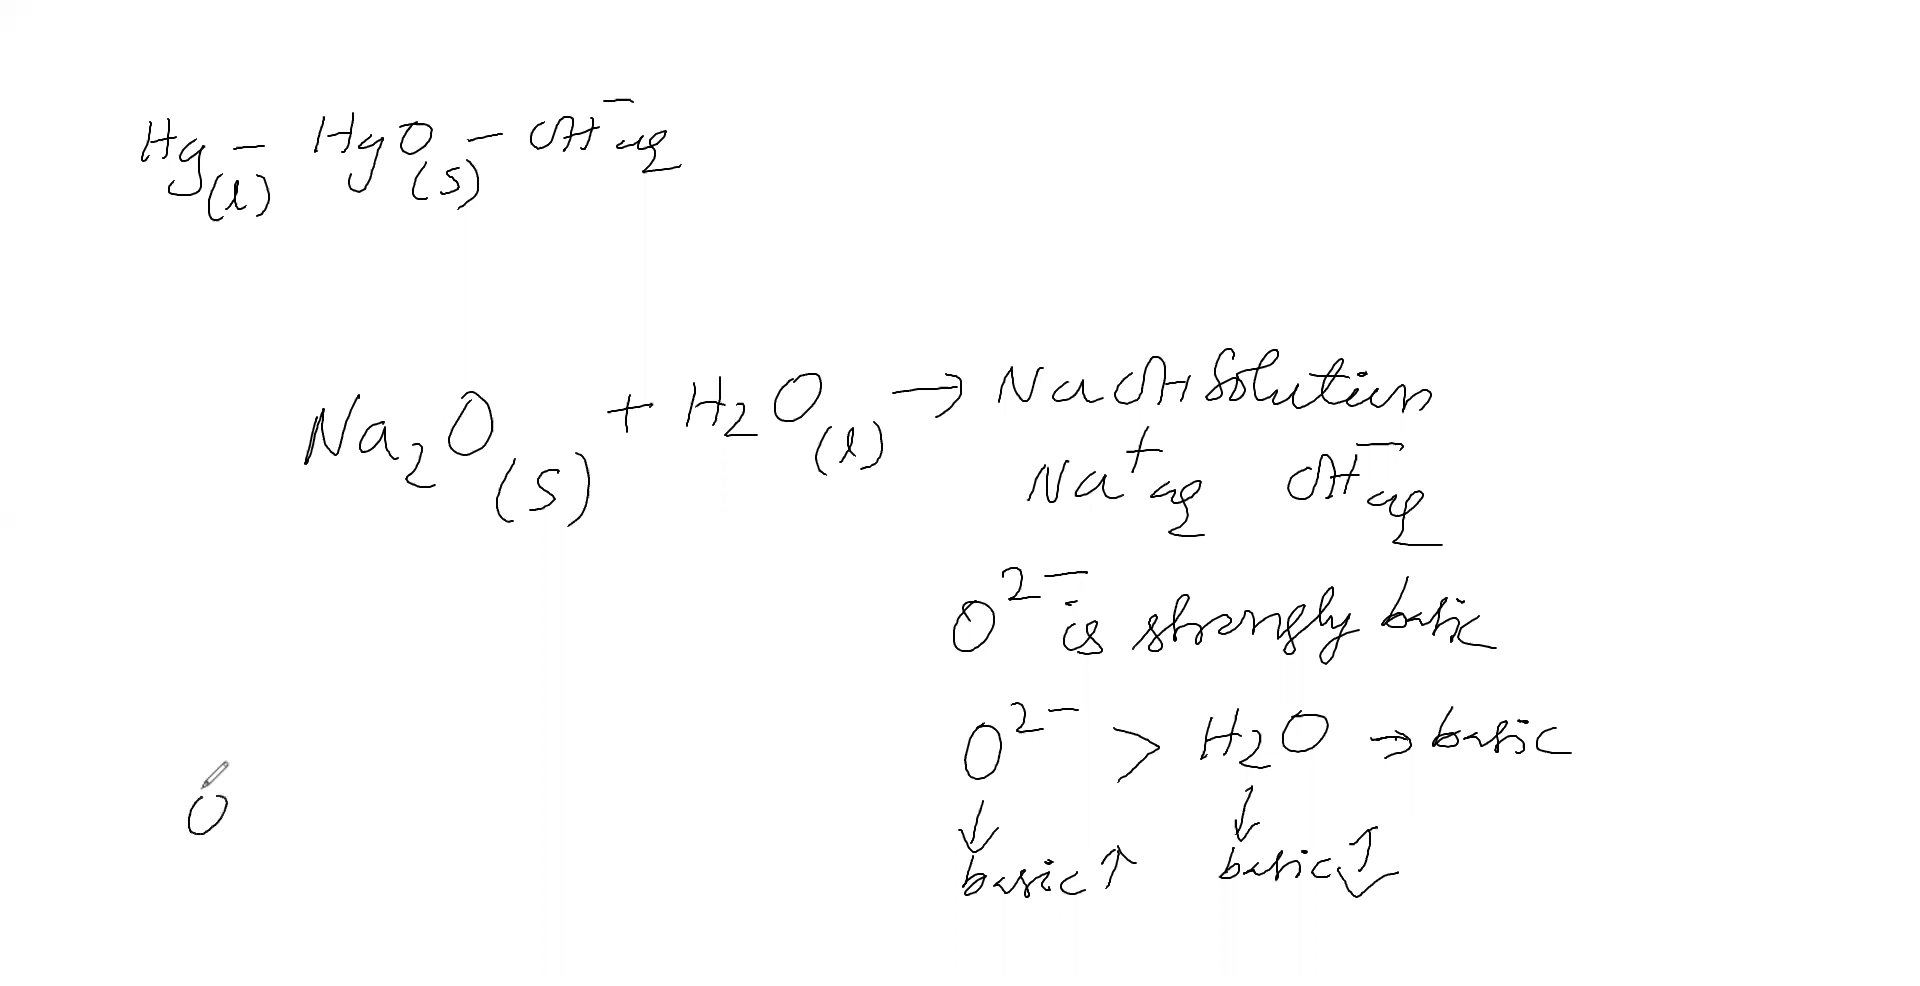 Hg(l) – HgO(s) – OH⁻aq
Na₂O(s) + H₂O(l) → NaOH Solution
Na⁺aq OH⁻aq
O²⁻ is strongly basic
O²⁻ > H₂O → basic
↓ ↓
basic ↑ basic ↓
O